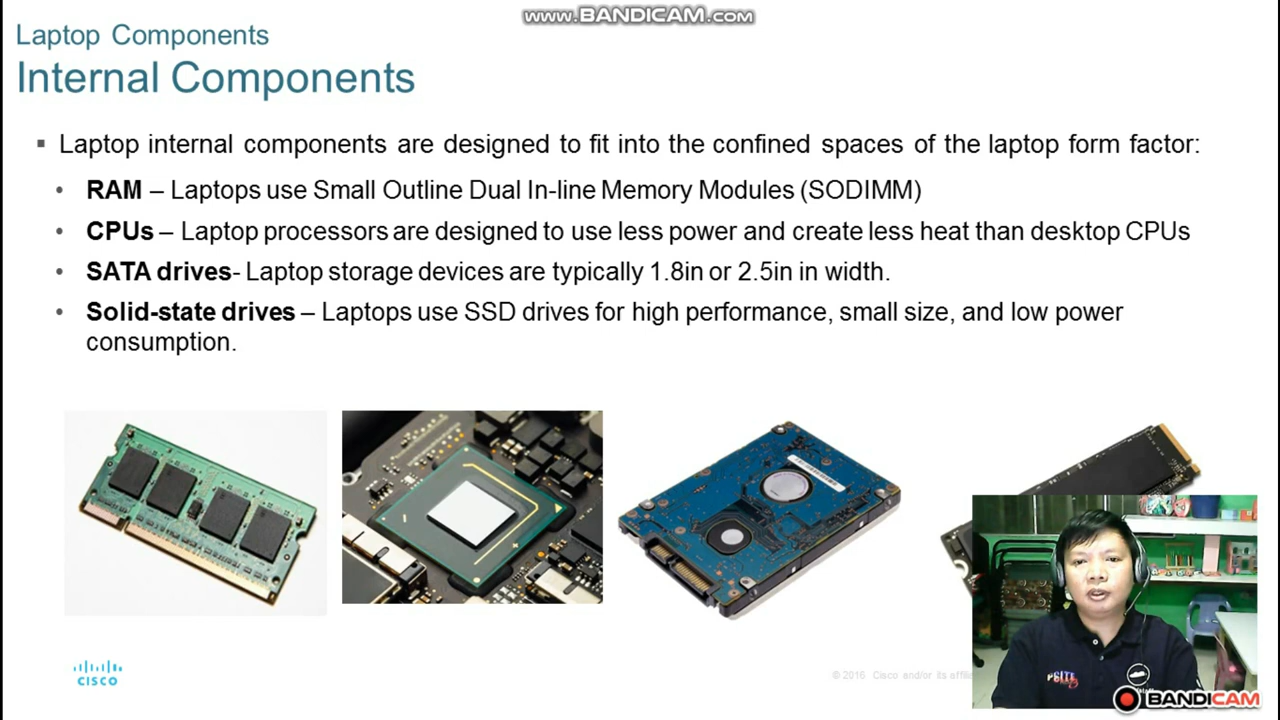 www.BANDICAM.com
Laptop Components
Internal Components
▪ Laptop internal components are designed to fit into the confined spaces of the laptop form factor:
• RAM – Laptops use Small Outline Dual In-line Memory Modules (SODIMM)
• CPUs – Laptop processors are designed to use less power and create less heat than desktop CPUs
• SATA drives- Laptop storage devices are typically 1.8in or 2.5in in width.
• Solid-state drives – Laptops use SSD drives for high performance, small size, and low power
consumption.
CISCO
© 2016 Cisco and/or its
PSITE
BANDICAM